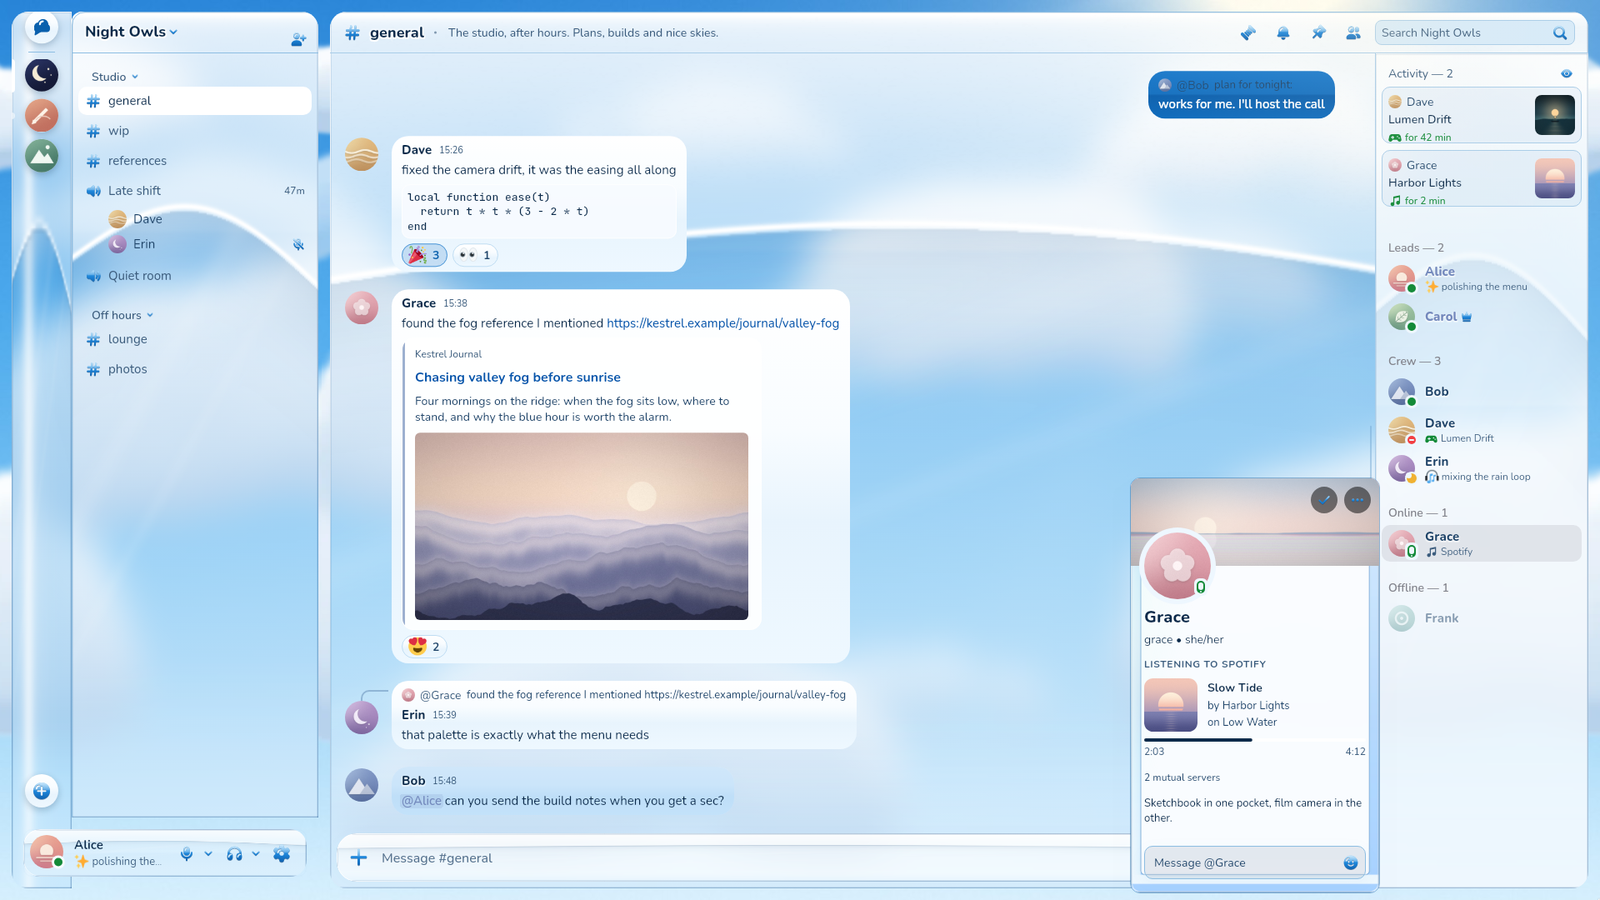 Night Owls
Studio
general
wip
references
Late shift
47m
Dave
Erin
Quiet room
Off hours
lounge
photos
Alice
✨ polishing the...
general
The studio, after hours. Plans, builds and nice skies.
Search Night Owls
@Bob plan for tonight:
works for me. I'll host the call
Dave 15:26
fixed the camera drift, it was the easing all along
local function ease(t)
return t * t * (3 - 2 * t)
end
🎉 3
👀 1
Grace 15:38
found the fog reference I mentioned https://kestrel.example/journal/valley-fog
Kestrel Journal
Chasing valley fog before sunrise
Four mornings on the ridge: when the fog sits low, where to
stand, and why the blue hour is worth the alarm.
😍 2
@Grace found the fog reference I mentioned https://kestrel.example/journal/valley-fog
Erin 15:39
that palette is exactly what the menu needs
Bob 15:48
@Alice can you send the build notes when you get a sec?
Message #general
Grace
grace • she/her
LISTENING TO SPOTIFY
Slow Tide
by Harbor Lights
on Low Water
2:03
4:12
2 mutual servers
Sketchbook in one pocket, film camera in the
other.
Message @Grace
Activity — 2
Dave
Lumen Drift
for 42 min
Grace
Harbor Lights
for 2 min
Leads — 2
Alice
✨ polishing the menu
Carol
Crew — 3
Bob
Dave
Lumen Drift
Erin
mixing the rain loop
Online — 1
Grace
Spotify
Offline — 1
Frank